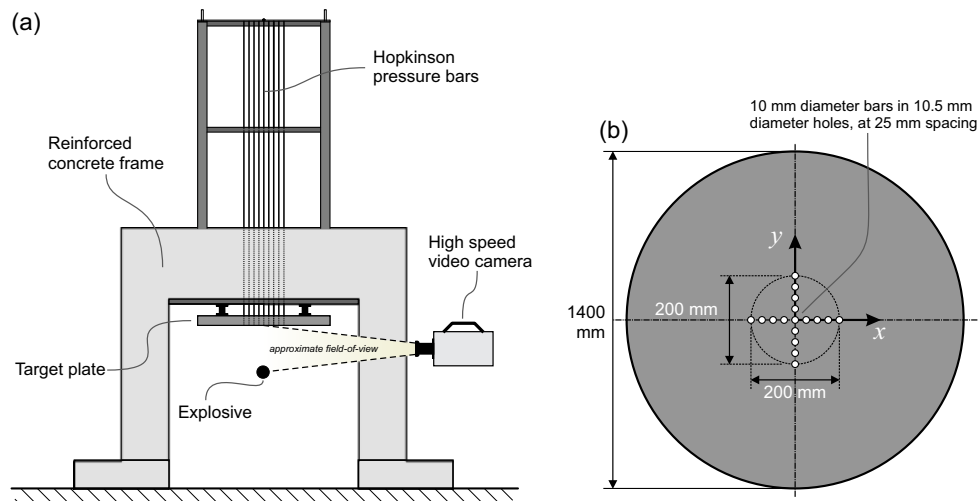 (a)
Hopkinson
pressure bars
Reinforced
concrete frame
High speed
video camera
approximate field-of-view
Target plate
Explosive
(b)
10 mm diameter bars in 10.5 mm
diameter holes, at 25 mm spacing
y
1400
mm
200 mm
x
200 mm